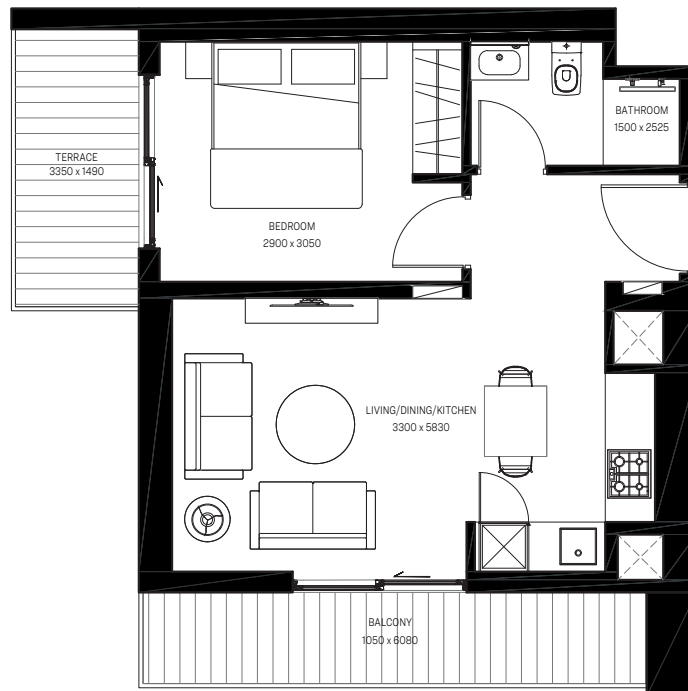 BATHROOM
1500 x 2525
TERRACE
3350 x 1490
BEDROOM
2900 x 3050
LIVING/DINING/KITCHEN
3300 x 5830
BALCONY
1050 x 6080